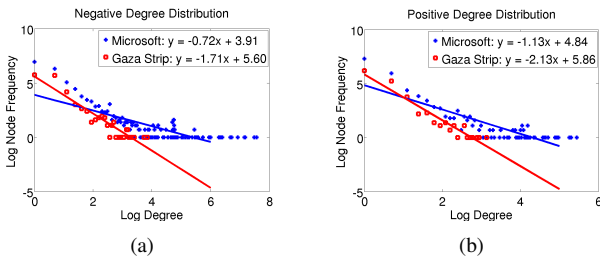 Negative Degree Distribution
10
5
0
-5
Log Node Frequency
Microsoft: y = -0.72x + 3.91
Gaza Strip: y = -1.71x + 5.60
0 2 4 6 8
Log Degree
(a)
Positive Degree Distribution
10
5
0
-5
Log Node Frequency
Microsoft: y = -1.13x + 4.84
Gaza Strip: y = -2.13x + 5.86
0 2 4 6
Log Degree
(b)